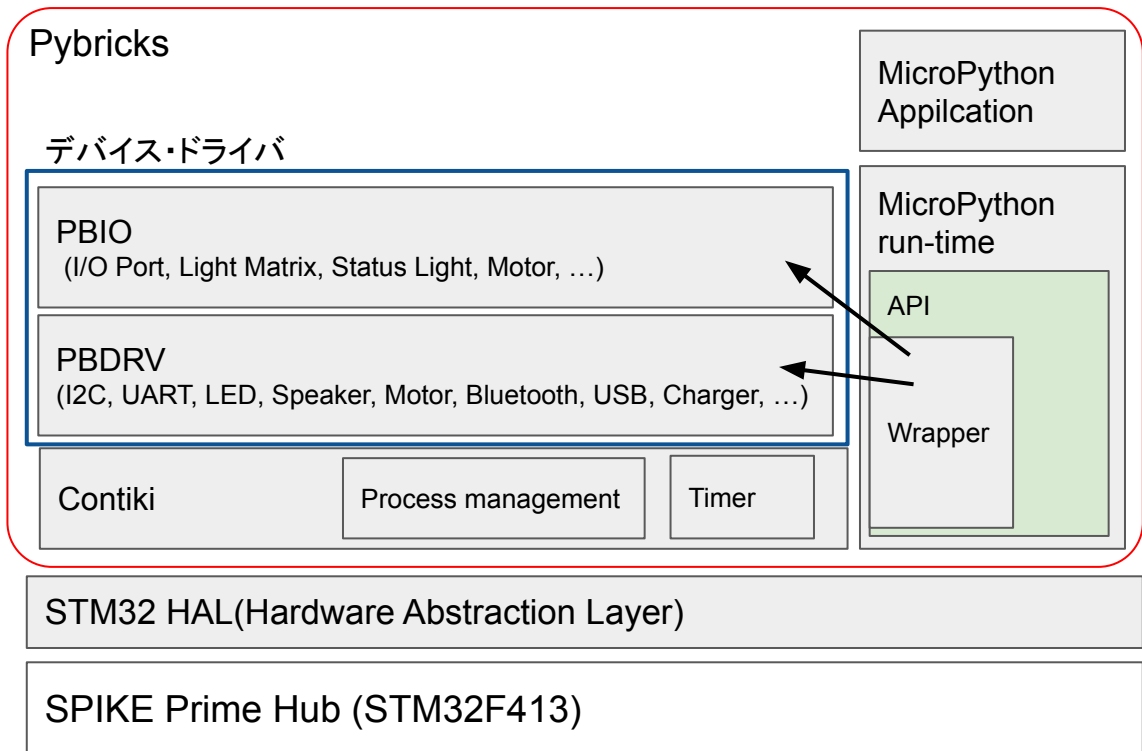 Pybricks
MicroPython
Appilcation
デバイス・ドライバ
PBIO
(I/O Port, Light Matrix, Status Light, Motor, …)
PBDRV
(I2C, UART, LED, Speaker, Motor, Bluetooth, USB, Charger, …)
Contiki
Process management
Timer
MicroPython
run-time
API
Wrapper
STM32 HAL(Hardware Abstraction Layer)
SPIKE Prime Hub (STM32F413)